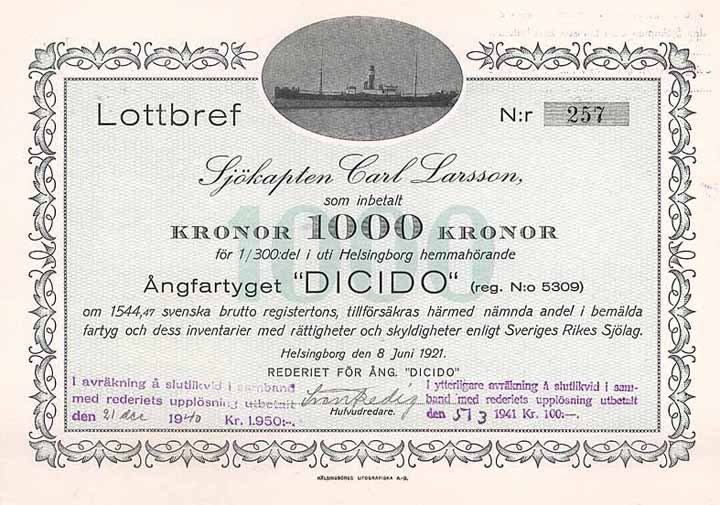 Lottbref
N:r 257
Sjökapten Carl Larsson,
som inbetalt
KRONOR 1000 KRONOR
för 1/300:del i uti Helsingborg hemmahörande
Ångfartyget "DICIDO" (reg. N:o 5309)
om 1544,47 svenska brutto registertons, tillförsäkras härmed nämnda andel i bemälda
fartyg och dess inventarier med rättigheter och skyldigheter enligt Sveriges Rikes Sjölag.
Helsingborg den 8 Juni 1921.
REDERIET FÖR ÅNG. "DICIDO"
Hufvudredare.
I avräkning å slutlikvid i samband
med rederiets upplösning utbetalt
den 21 dec 1940 Kr. 1.950:-.
I ytterligare avräkning å slutlikvid i sam-
band med rederiets upplösning utbetalt
den 5/3 1941 Kr. 100:—.
HÄLSINGBORGS LITOGRAFISKA A.-B.